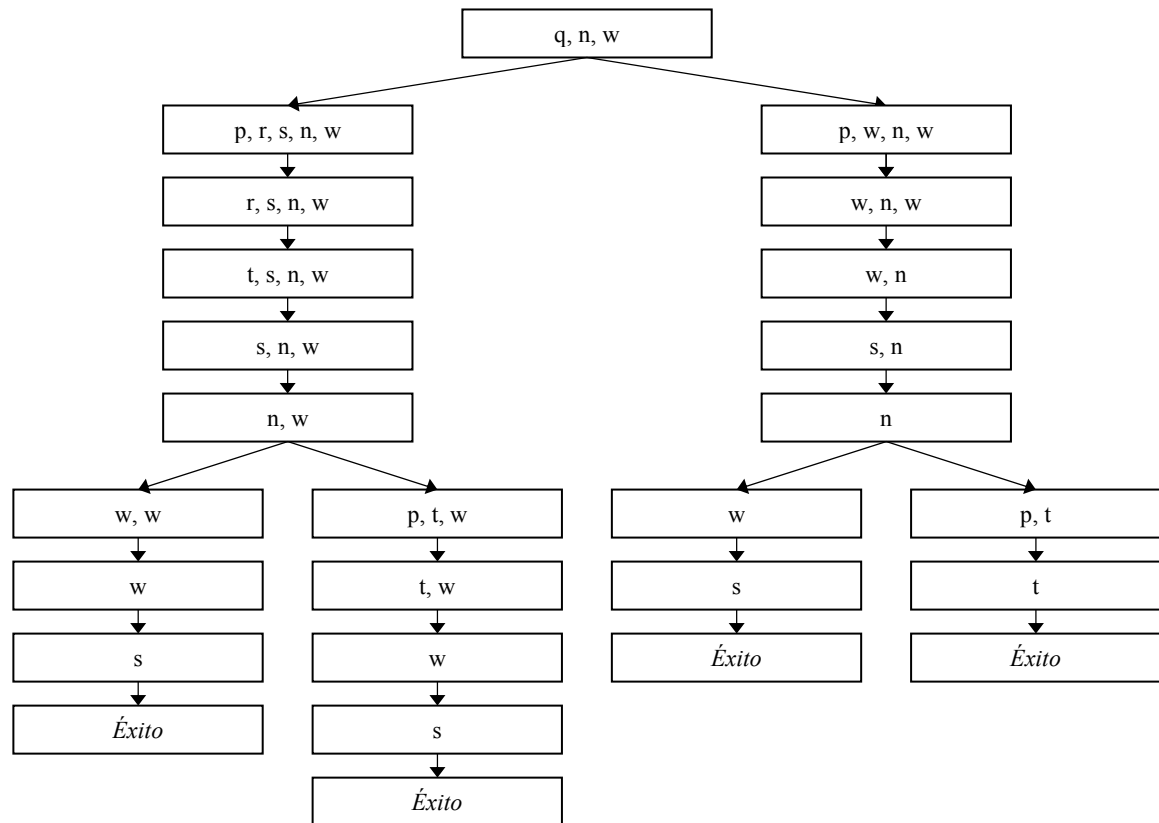 q, n, w
p, r, s, n, w
p, w, n, w
r, s, n, w
w, n, w
t, s, n, w
w, n
s, n, w
s, n
n, w
n
w, w
p, t, w
w
p, t
w
t, w
s
t
s
w
Éxito
Éxito
Éxito
s
Éxito